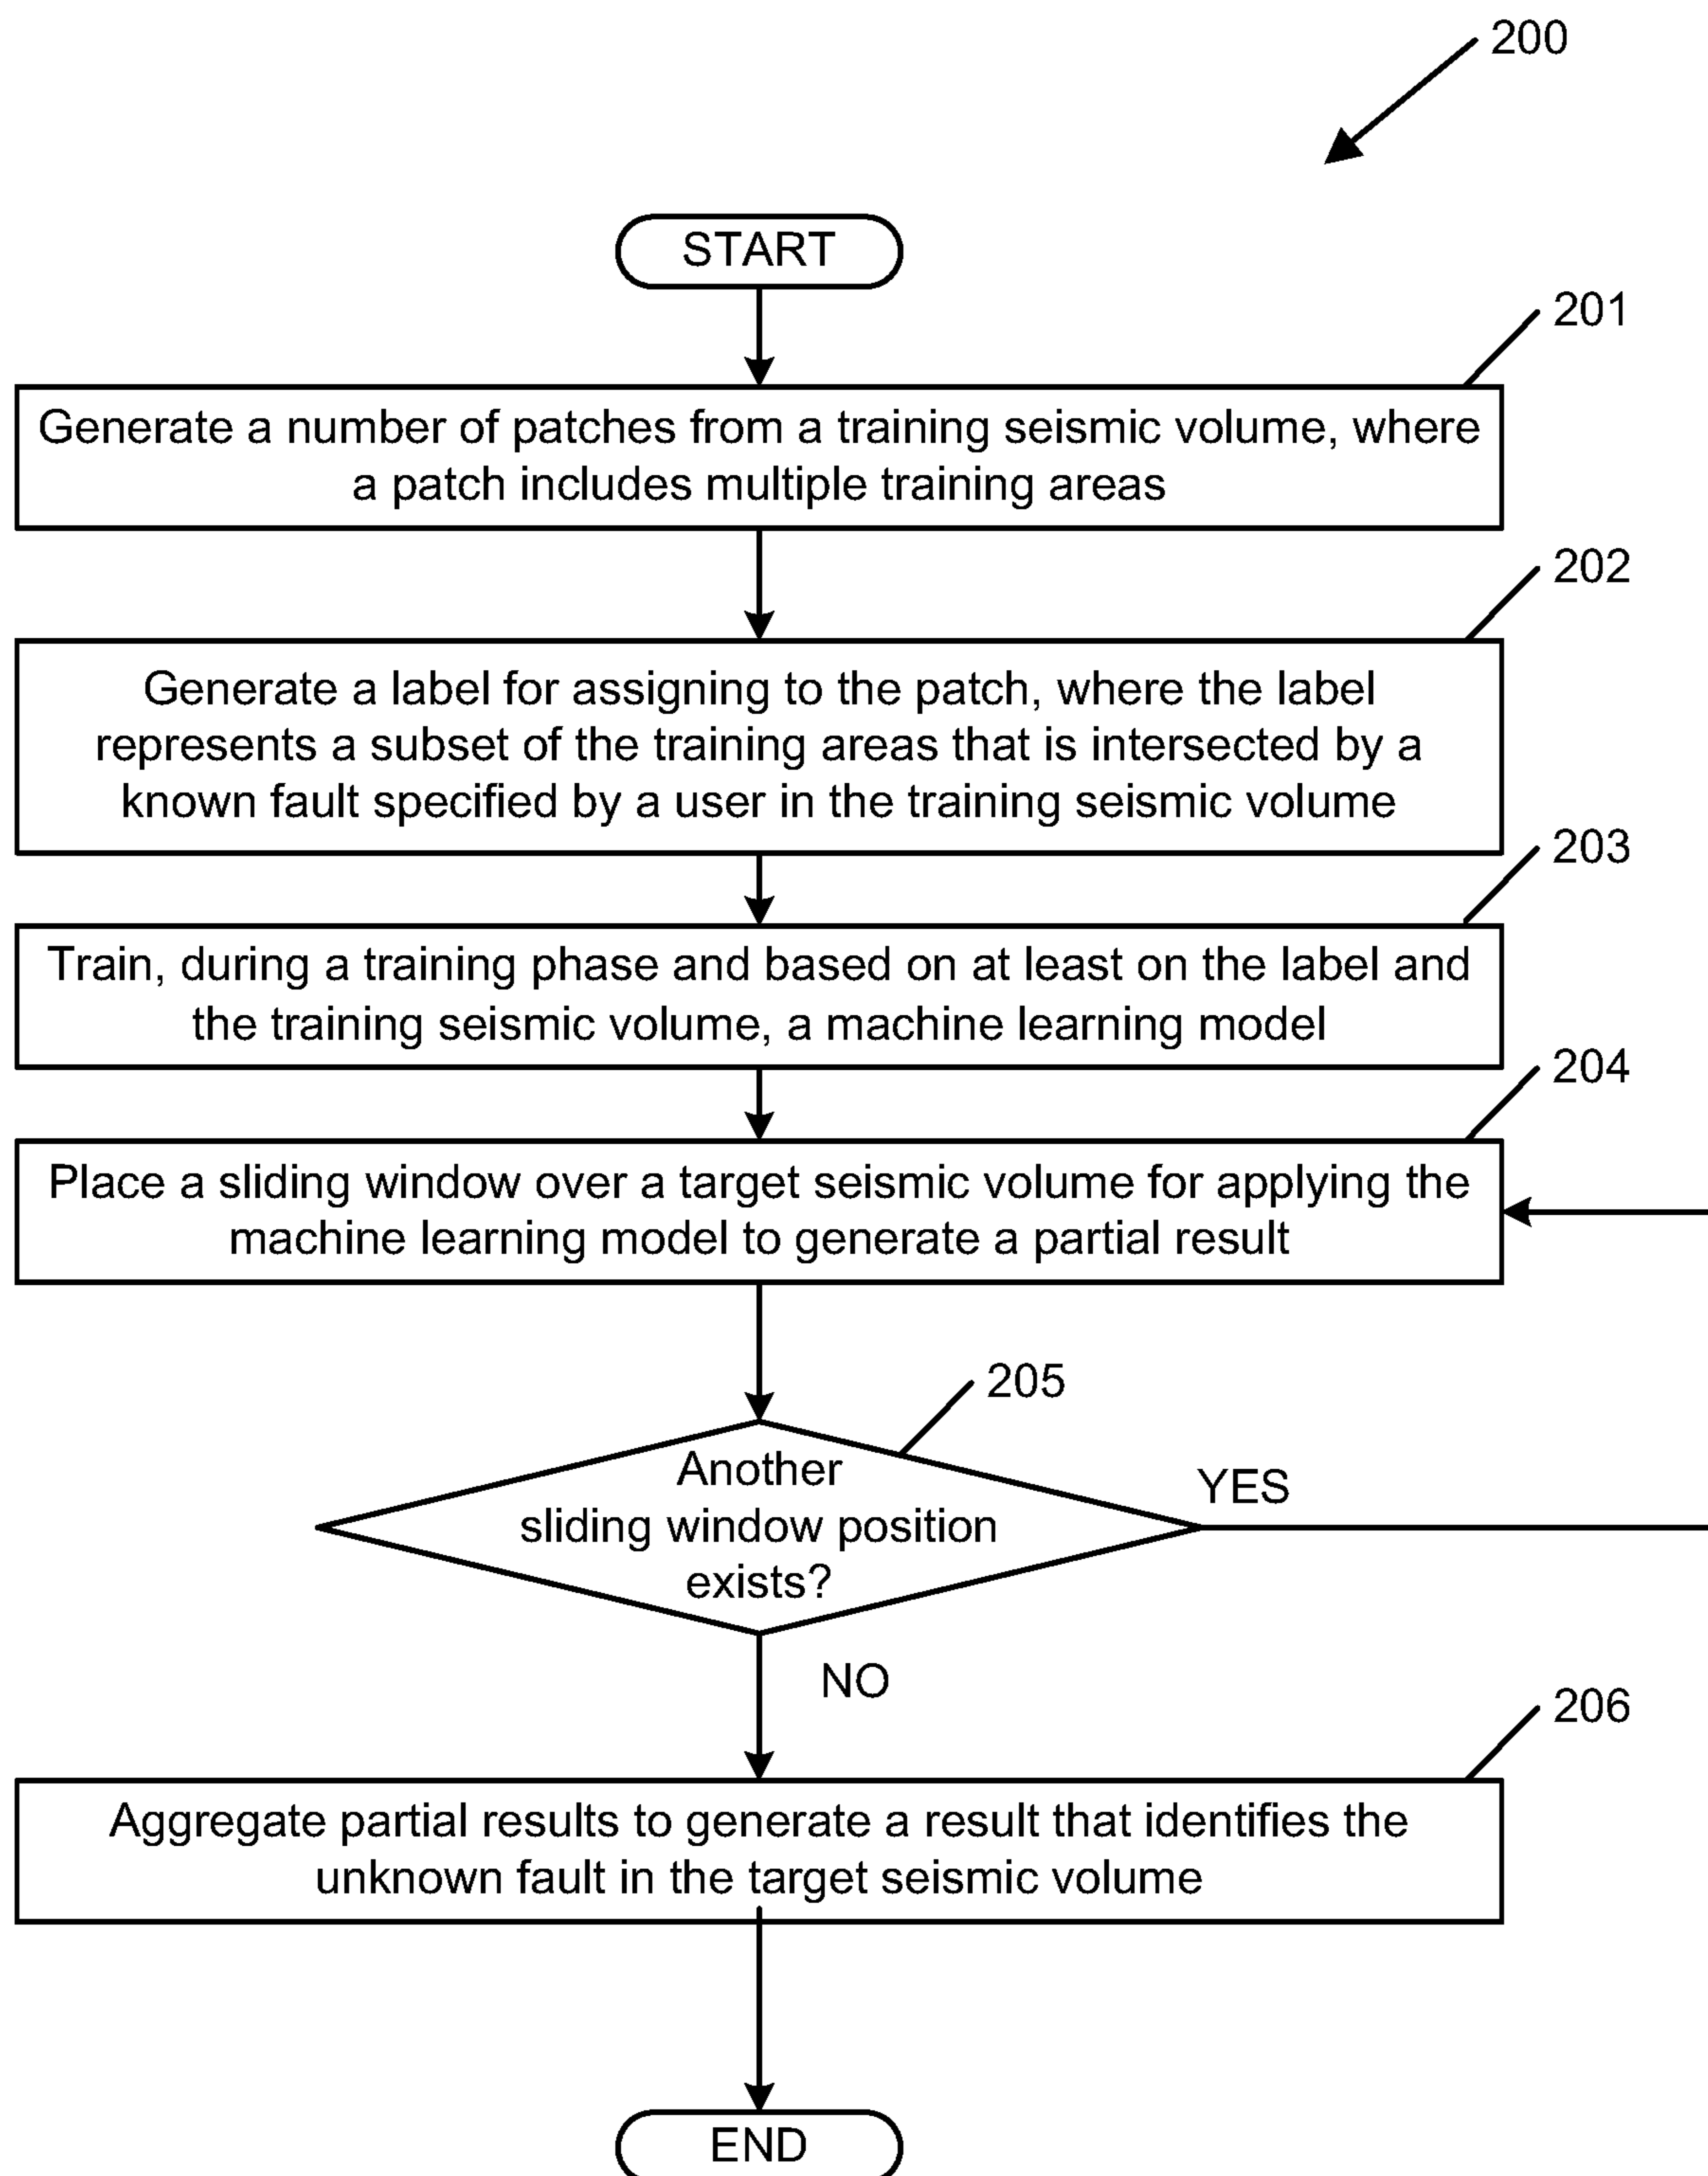 200
START
201
Generate a number of patches from a training seismic volume, where
a patch includes multiple training areas
202
Generate a label for assigning to the patch, where the label
represents a subset of the training areas that is intersected by a
known fault specified by a user in the training seismic volume
203
Train, during a training phase and based on at least on the label and
the training seismic volume, a machine learning model
204
Place a sliding window over a target seismic volume for applying the
machine learning model to generate a partial result
205
Another
sliding window position
exists?
YES
NO
206
Aggregate partial results to generate a result that identifies the
unknown fault in the target seismic volume
END